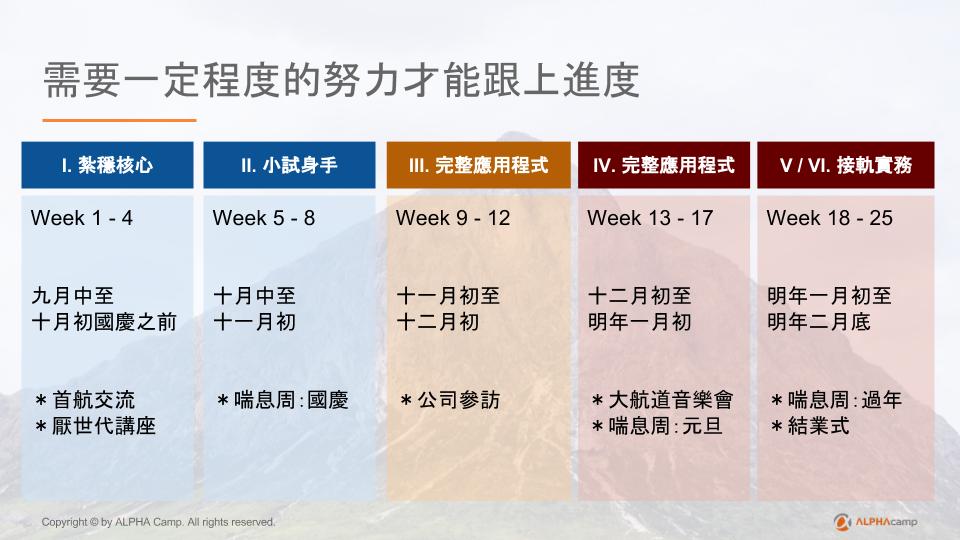 需要一定程度的努力才能跟上進度
I. 紮穩核心
Week 1 - 4
九月中至
十月初國慶之前
＊首航交流
＊厭世代講座
II. 小試身手
Week 5 - 8
十月中至
十一月初
＊喘息周：國慶
III. 完整應用程式
Week 9 - 12
十一月初至
十二月初
＊公司參訪
IV. 完整應用程式
Week 13 - 17
十二月初至
明年一月初
＊大航道音樂會
＊喘息周：元旦
V / VI. 接軌實務
Week 18 - 25
明年一月初至
明年二月底
＊喘息周：過年
＊結業式
Copyright © by ALPHA Camp. All rights reserved.
ALPHAcamp